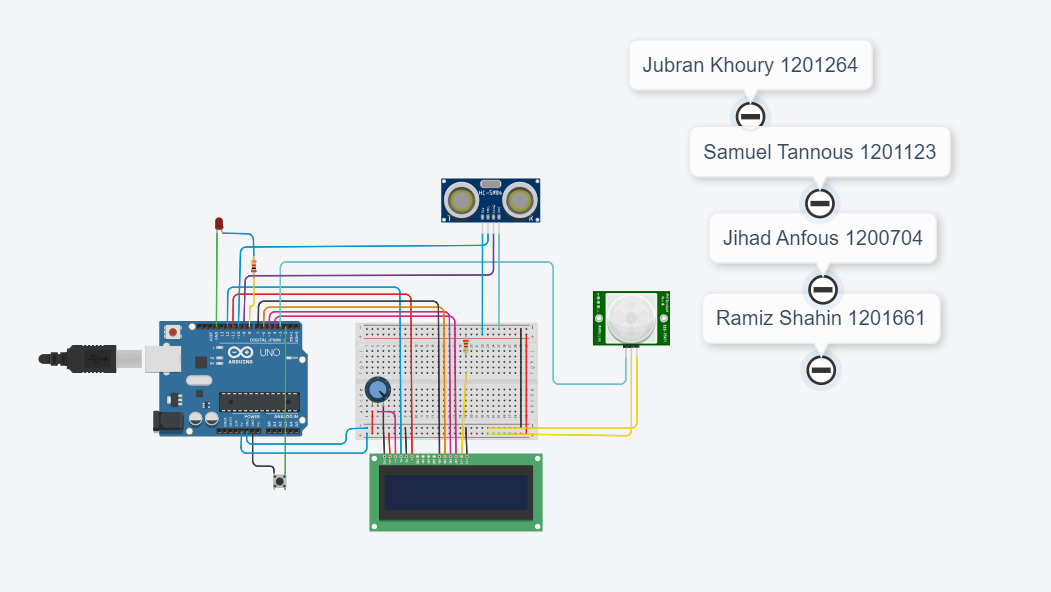 Jubran Khoury 1201264
Samuel Tannous 1201123
HC-SR04
Jihad Anfous 1200704
Ramiz Shahin 1201661
DIGITAL (PWM~)
UNO
ARDUINO
POWER
ANALOG IN